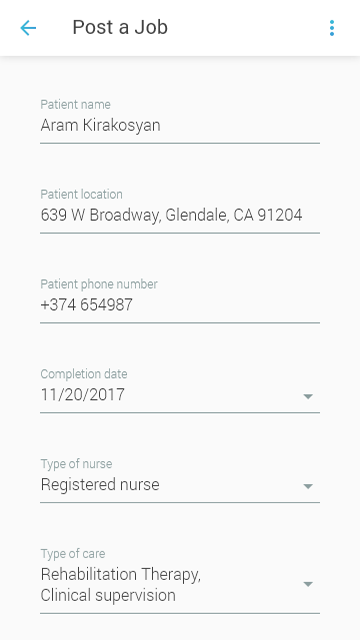 Post a Job
Patient name
Aram Kirakosyan
Patient location
639 W Broadway, Glendale, CA 91204
Patient phone number
+374 654987
Completion date
11/20/2017
Type of nurse
Registered nurse
Type of care
Rehabilitation Therapy,
Clinical supervision